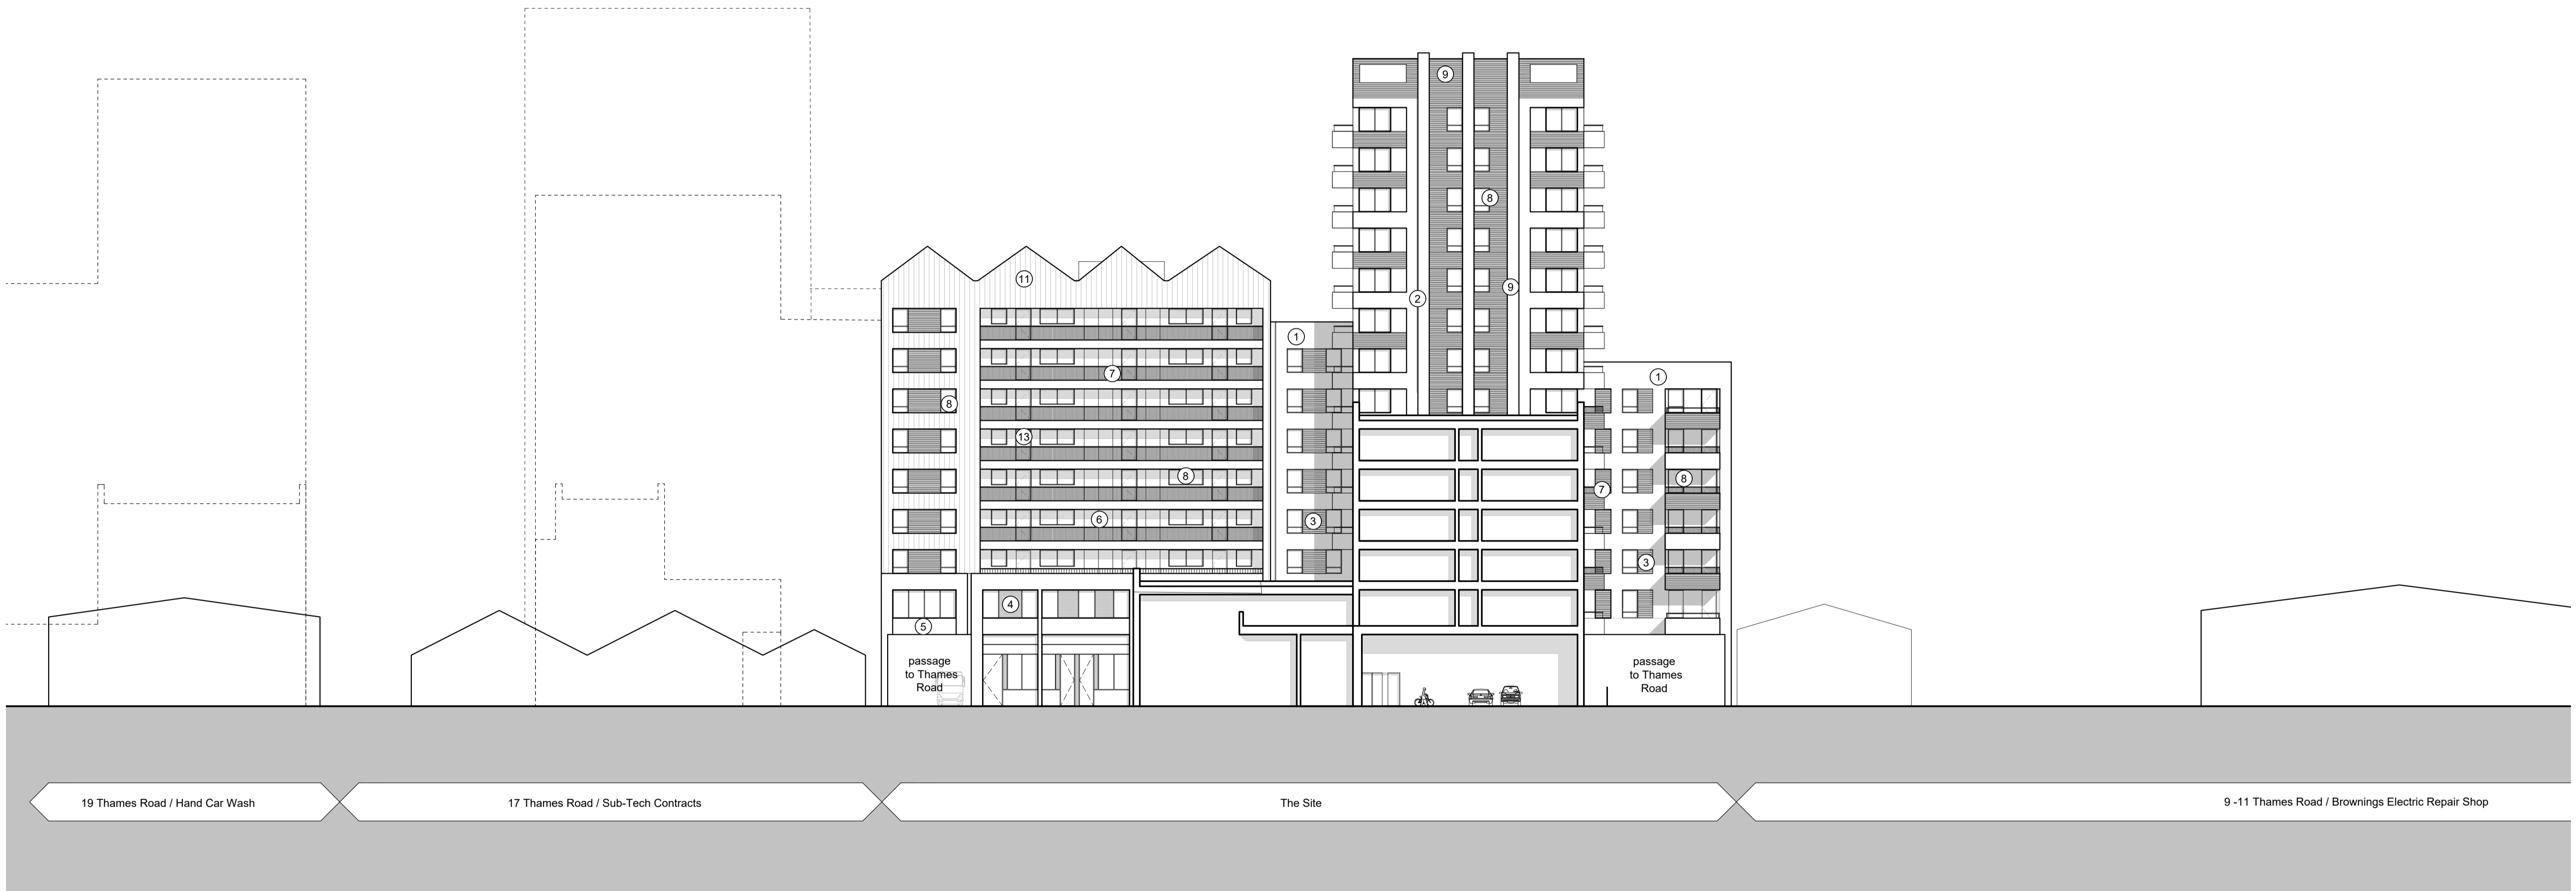 9
8
9
2
11
1
1
7
8
13
8
8
7
6
3
3
4
5
passage
to Thames
Road
passage
to Thames
Road
19 Thames Road / Hand Car Wash
17 Thames Road / Sub-Tech Contracts
The Site
9 -11 Thames Road / Brownings Electric Repair Shop